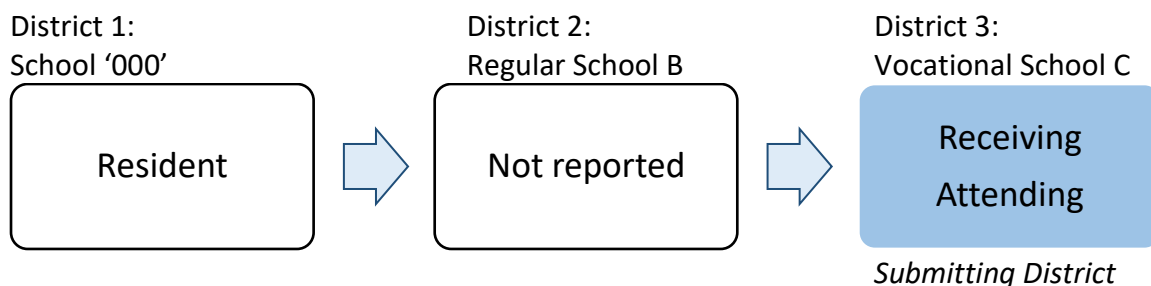 District 1:
School ‘000’
Resident
District 2:
Regular School B
Not reported
District 3:
Vocational School C
Receiving
Attending
Submitting District